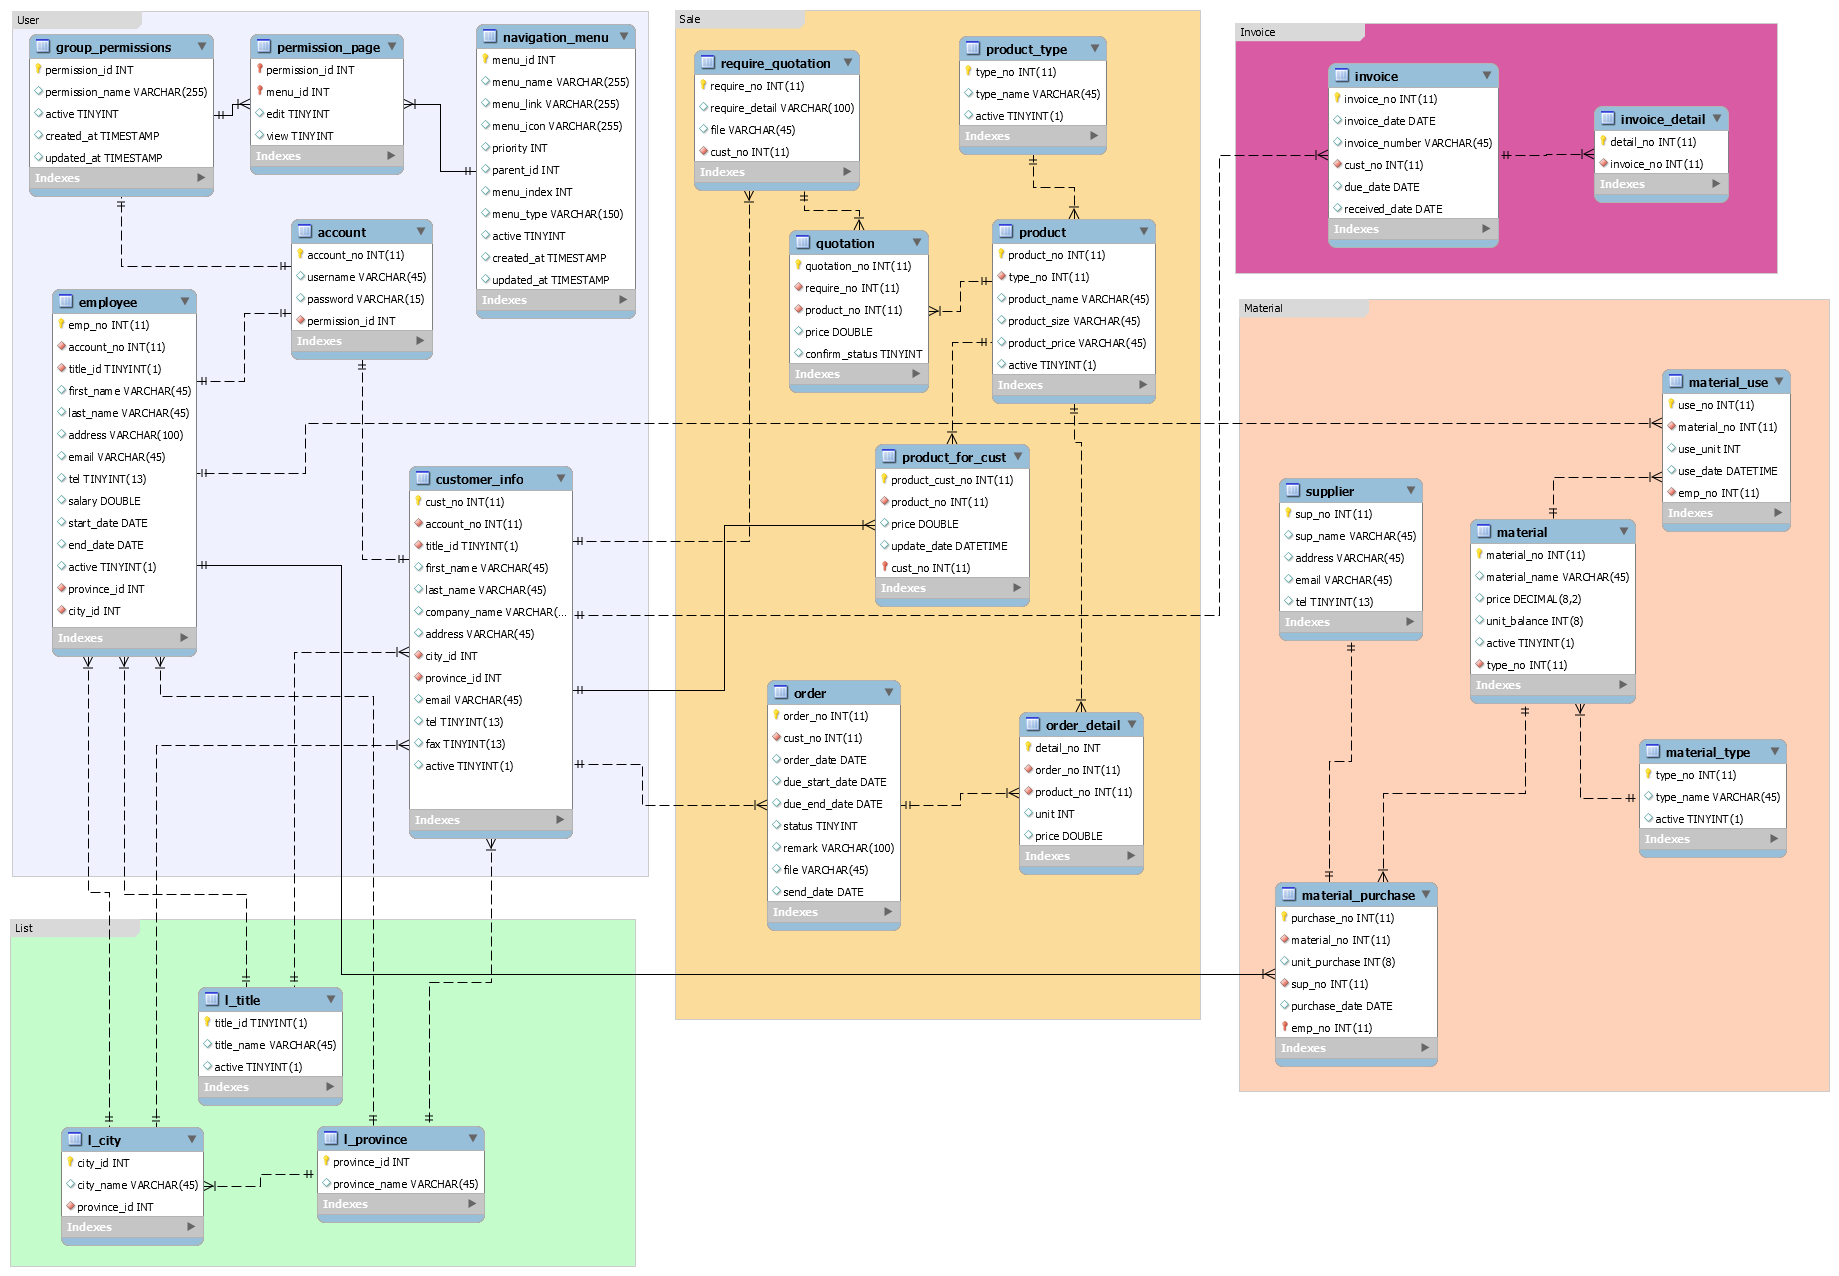 User
group_permissions
permission_id INT
permission_name VARCHAR(255)
active TINYINT
created_at TIMESTAMP
updated_at TIMESTAMP
Indexes
permission_page
permission_id INT
menu_id INT
edit TINYINT
view TINYINT
Indexes
navigation_menu
menu_id INT
menu_name VARCHAR(255)
menu_link VARCHAR(255)
menu_icon VARCHAR(255)
priority INT
parent_id INT
menu_index INT
menu_type VARCHAR(150)
active TINYINT
created_at TIMESTAMP
updated_at TIMESTAMP
Indexes
account
account_no INT(11)
username VARCHAR(45)
password VARCHAR(15)
permission_id INT
Indexes
employee
emp_no INT(11)
account_no INT(11)
title_id TINYINT(1)
first_name VARCHAR(45)
last_name VARCHAR(45)
address VARCHAR(100)
email VARCHAR(45)
tel TINYINT(13)
salary DOUBLE
start_date DATE
end_date DATE
active TINYINT(1)
province_id INT
city_id INT
Indexes
customer_info
cust_no INT(11)
account_no INT(11)
title_id TINYINT(1)
first_name VARCHAR(45)
last_name VARCHAR(45)
company_name VARCHAR(...
address VARCHAR(45)
city_id INT
province_id INT
email VARCHAR(45)
tel TINYINT(13)
fax TINYINT(13)
active TINYINT(1)
Indexes
List
l_title
title_id TINYINT(1)
title_name VARCHAR(45)
active TINYINT(1)
Indexes
l_city
city_id INT
city_name VARCHAR(45)
province_id INT
Indexes
l_province
province_id INT
province_name VARCHAR(45)
Indexes
Sale
require_quotation
require_no INT(11)
require_detail VARCHAR(100)
file VARCHAR(45)
cust_no INT(11)
Indexes
product_type
type_no INT(11)
type_name VARCHAR(45)
active TINYINT(1)
Indexes
quotation
quotation_no INT(11)
require_no INT(11)
product_no INT(11)
price DOUBLE
confirm_status TINYINT
Indexes
product
product_no INT(11)
type_no INT(11)
product_name VARCHAR(45)
product_size VARCHAR(45)
product_price VARCHAR(45)
active TINYINT(1)
Indexes
product_for_cust
product_cust_no INT(11)
product_no INT(11)
price DOUBLE
update_date DATETIME
cust_no INT(11)
Indexes
order
order_no INT(11)
cust_no INT(11)
order_date DATE
due_start_date DATE
due_end_date DATE
status TINYINT
remark VARCHAR(100)
file VARCHAR(45)
send_date DATE
Indexes
order_detail
detail_no INT
order_no INT(11)
product_no INT(11)
unit INT
price DOUBLE
Indexes
Invoice
invoice
invoice_no INT(11)
invoice_date DATE
invoice_number VARCHAR(45)
cust_no INT(11)
due_date DATE
received_date DATE
Indexes
invoice_detail
detail_no INT(11)
invoice_no INT(11)
Indexes
Material
material_use
use_no INT(11)
material_no INT(11)
use_unit INT
use_date DATETIME
emp_no INT(11)
Indexes
supplier
sup_no INT(11)
sup_name VARCHAR(45)
address VARCHAR(45)
email VARCHAR(45)
tel TINYINT(13)
Indexes
material
material_no INT(11)
material_name VARCHAR(45)
price DECIMAL(8,2)
unit_balance INT(8)
active TINYINT(1)
type_no INT(11)
Indexes
material_type
type_no INT(11)
type_name VARCHAR(45)
active TINYINT(1)
Indexes
material_purchase
purchase_no INT(11)
material_no INT(11)
unit_purchase INT(8)
sup_no INT(11)
purchase_date DATE
emp_no INT(11)
Indexes